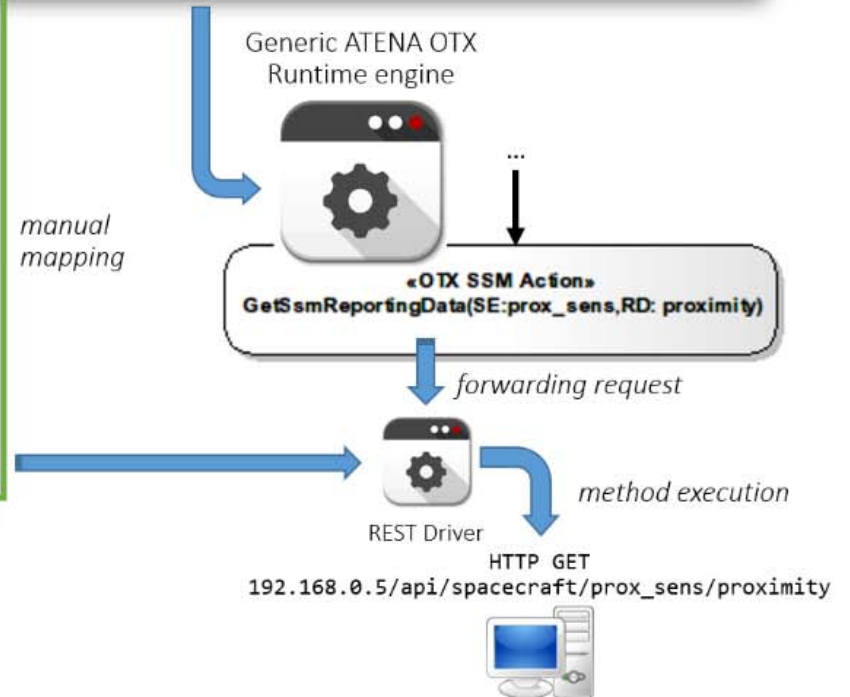 Generic ATENA OTX
Runtime engine
...
manual
mapping
«OTX SSM Action»
GetSsmReportingData(SE:prox_sens,RD: proximity)
forwarding request
method execution
REST Driver
HTTP GET
192.168.0.5/api/spacecraft/prox_sens/proximity